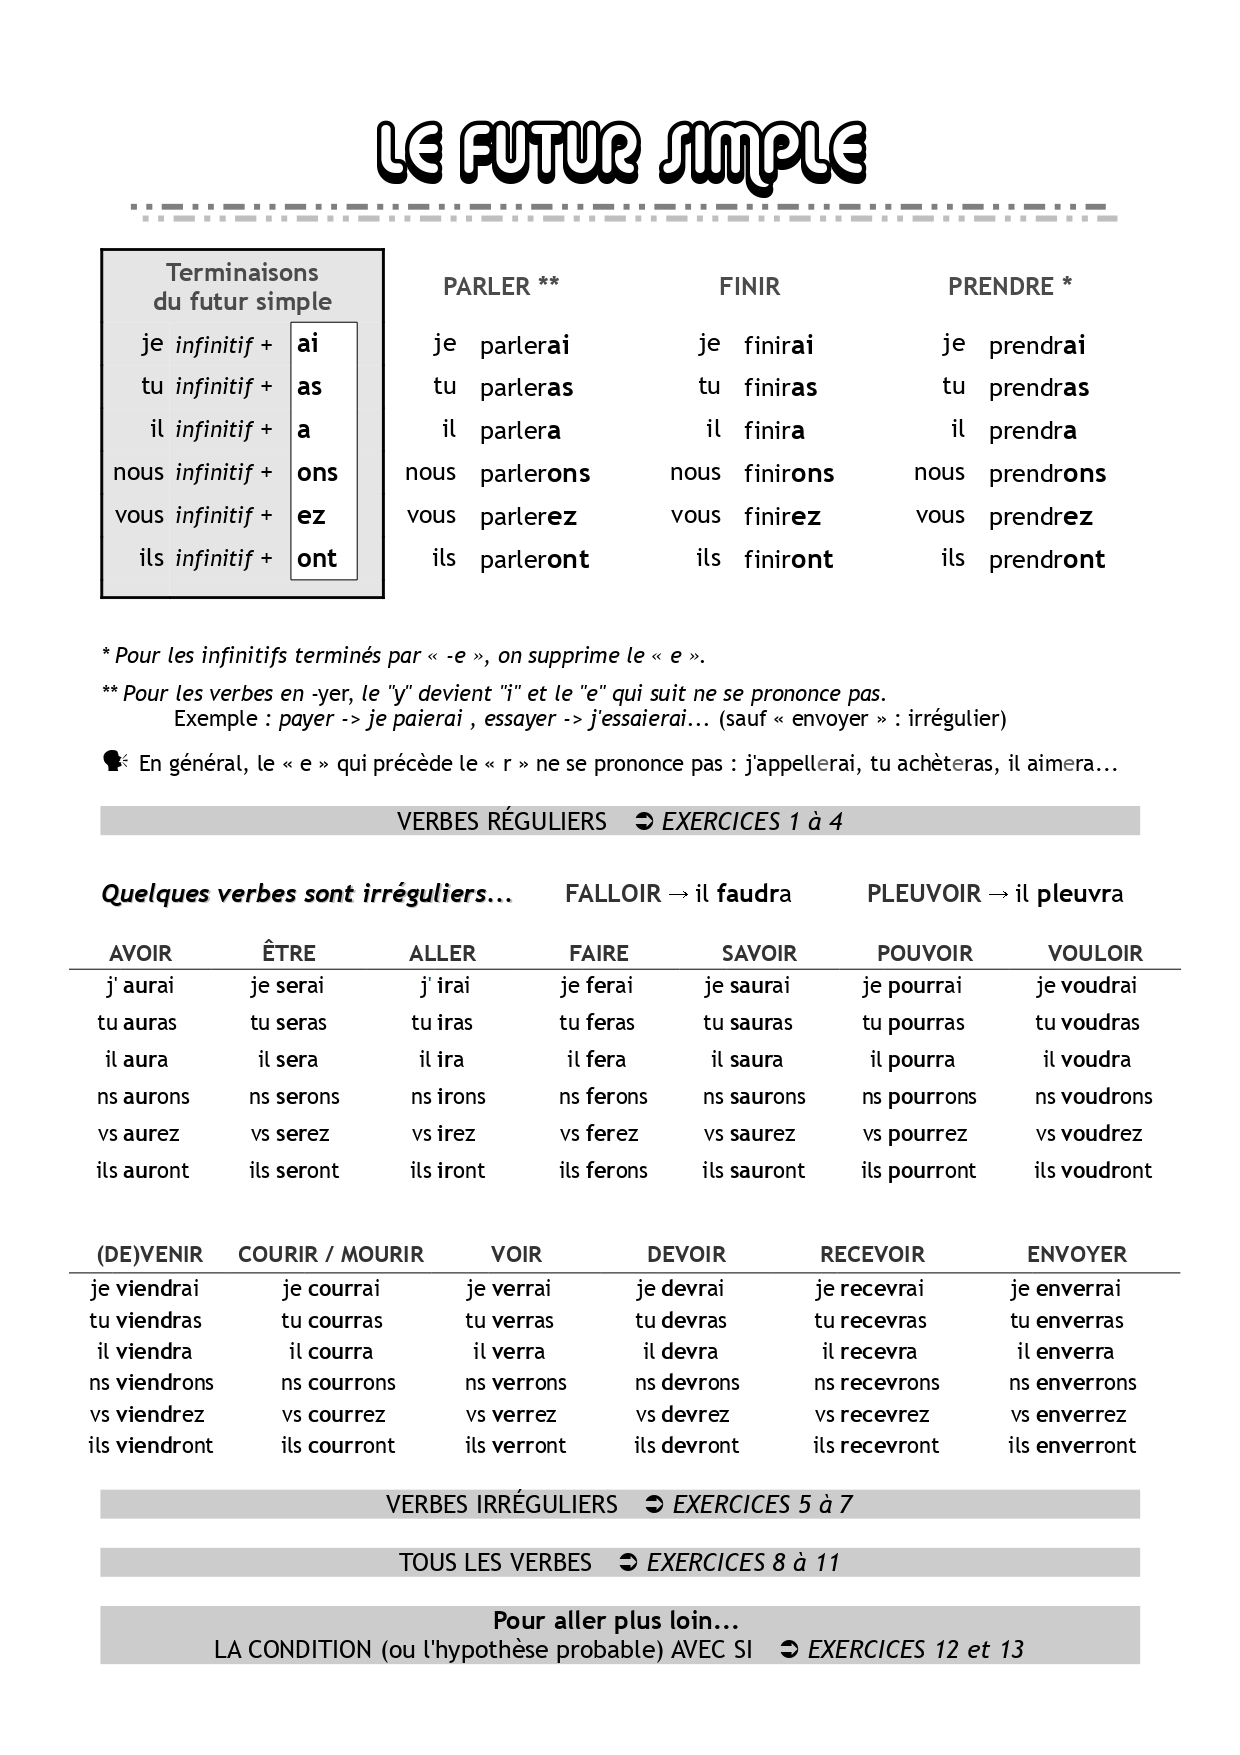 LE FUTUR SIMPLE
Terminaisons
du futur simple
PARLER ** FINIR PRENDRE *
je infinitif + ai je parlerai je finirai je prendrai
tu infinitif + as tu parleras tu finiras tu prendras
il infinitif + a il parlera il finira il prendra
nous infinitif + ons nous parlerons nous finirons nous prendrons
vous infinitif + ez vous parlerez vous finirez vous prendrez
ils infinitif + ont ils parleront ils finiront ils prendront
* Pour les infinitifs terminés par « -e », on supprime le « e ».
** Pour les verbes en -yer, le "y" devient "i" et le "e" qui suit ne se prononce pas.
Exemple : payer -> je paierai , essayer -> j'essaierai... (sauf « envoyer » : irrégulier)
En général, le « e » qui précède le « r » ne se prononce pas : j'appellerai, tu achèteras, il aimera...
VERBES RÉGULIERS ➲ EXERCICES 1 à 4
Quelques verbes sont irréguliers... FALLOIR → il faudra PLEUVOIR → il pleuvra
AVOIR ÊTRE ALLER FAIRE SAVOIR POUVOIR VOULOIR
j' aurai je serai j' irai je ferai je saurai je pourrai je voudrai
tu auras tu seras tu iras tu feras tu sauras tu pourras tu voudras
il aura il sera il ira il fera il saura il pourra il voudra
ns aurons ns serons ns irons ns ferons ns saurons ns pourrons ns voudrons
vs aurez vs serez vs irez vs ferez vs saurez vs pourrez vs voudrez
ils auront ils seront ils iront ils ferons ils sauront ils pourront ils voudront
(DE)VENIR COURIR / MOURIR VOIR DEVOIR RECEVOIR ENVOYER
je viendrai je courrai je verrai je devrai je recevrai je enverrai
tu viendras tu courras tu verras tu devras tu recevras tu enverras
il viendra il courra il verra il devra il recevra il enverra
ns viendrons ns courrons ns verrons ns devrons ns recevrons ns enverrons
vs viendrez vs courrez vs verrez vs devrez vs recevrez vs enverrez
ils viendront ils courront ils verront ils devront ils recevront ils enverront
VERBES IRRÉGULIERS ➲ EXERCICES 5 à 7
TOUS LES VERBES ➲ EXERCICES 8 à 11
Pour aller plus loin...
LA CONDITION (ou l'hypothèse probable) AVEC SI ➲ EXERCICES 12 et 13